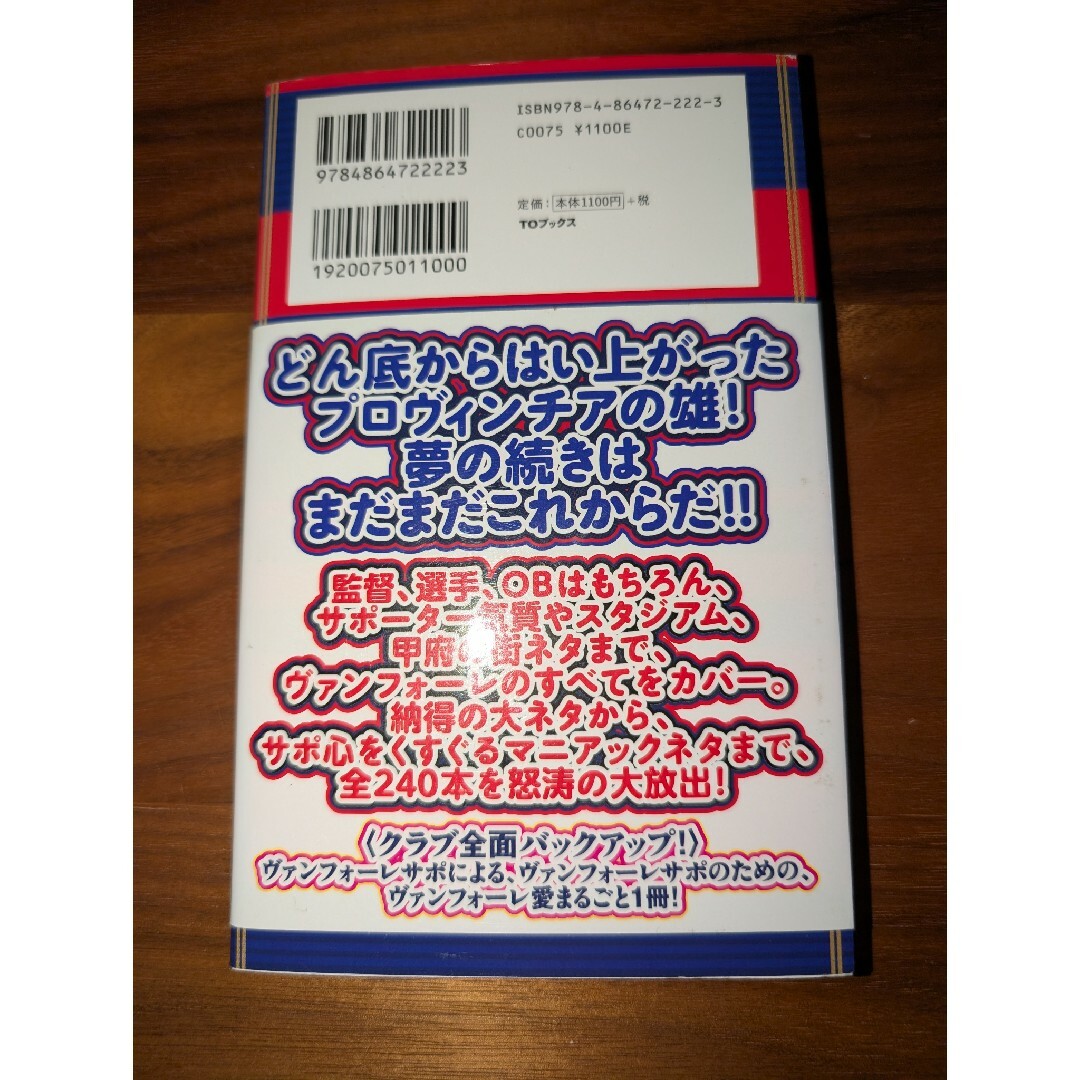 ISBN978-4-86472-222-3
C0075 ¥1100E
9784864722223
定価:本体1100円+税
TOブックス
1920075011000
どん底からはい上がった
プロヴィンチアの雄!
夢の続きは
まだまだこれからだ!!
監督、選手、OBはもちろん、
サポーター気質やスタジアム、
甲府の街ネタまで、
ヴァンフォーレのすべてをカバー。
納得の大ネタから、
サポ心をくすぐるマニアックネタまで、
全240本を怒涛の大放出!
〈クラブ全面バックアップ!〉
ヴァンフォーレサポによる、ヴァンフォーレサポのための、
ヴァンフォーレ愛まるごと1冊!